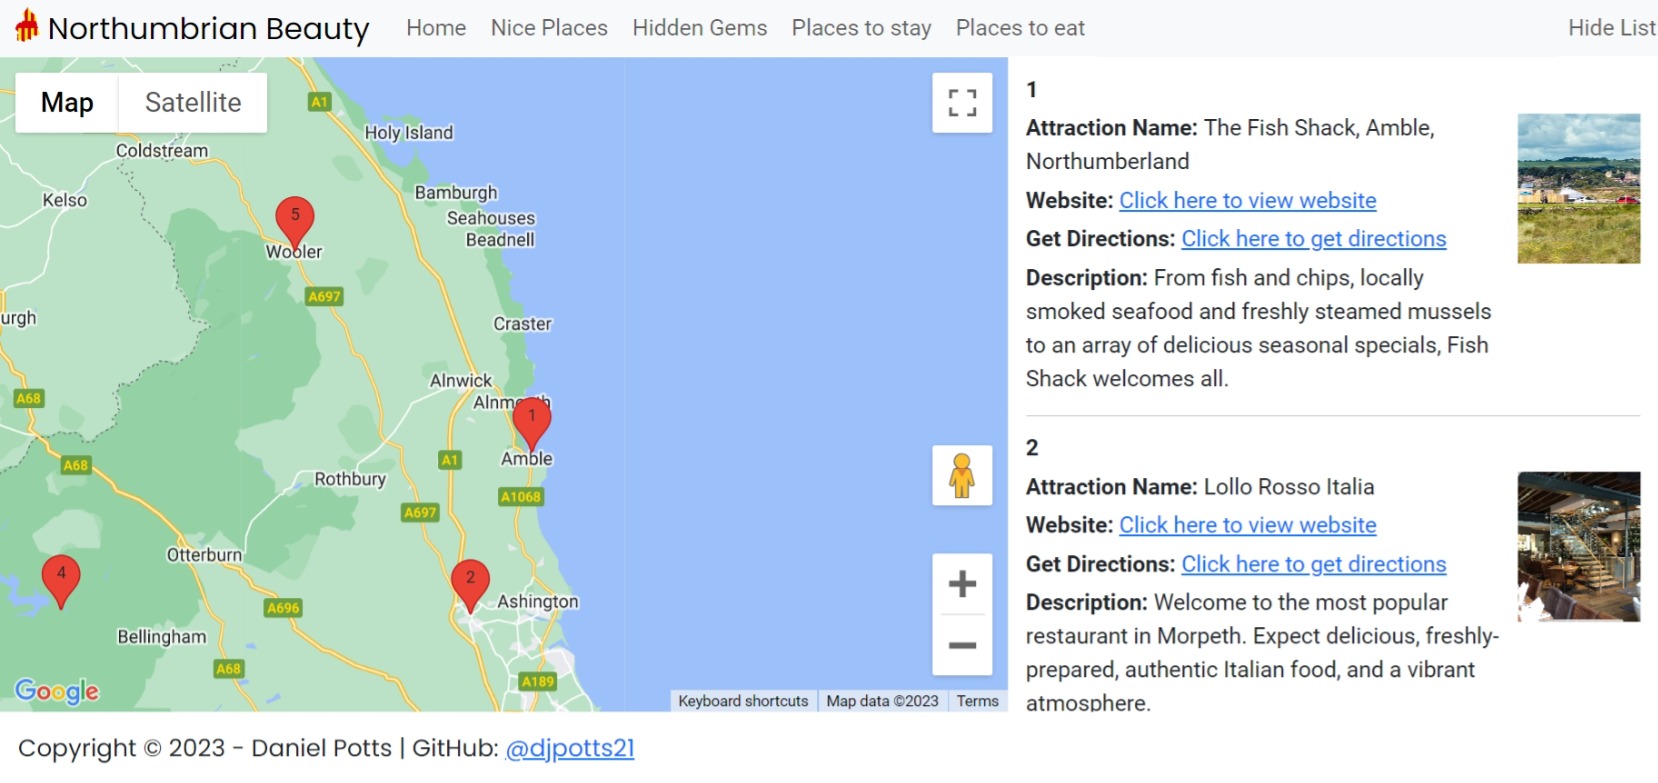 Northumbrian Beauty Home Nice Places Hidden Gems Places to stay Places to eat Hide List
Map Satellite
A1
Holy Island
Coldstream
Kelso
Bamburgh
5
Seahouses
Beadnell
Wooler
A697
urgh
Craster
Alnwick
A68
Alnmouth
1
Amble
A68
A1
Rothbury
A1068
A697
Otterburn
4
2
Ashington
A696
Bellingham
A68
A189
Google
Keyboard shortcuts Map data ©2023 Terms
1
Attraction Name: The Fish Shack, Amble,
Northumberland
Website: Click here to view website
Get Directions: Click here to get directions
Description: From fish and chips, locally
smoked seafood and freshly steamed mussels
to an array of delicious seasonal specials, Fish
Shack welcomes all.
2
Attraction Name: Lollo Rosso Italia
Website: Click here to view website
Get Directions: Click here to get directions
Description: Welcome to the most popular
restaurant in Morpeth. Expect delicious, freshly-
prepared, authentic Italian food, and a vibrant
atmosphere.
Copyright © 2023 - Daniel Potts | GitHub: @djpotts21